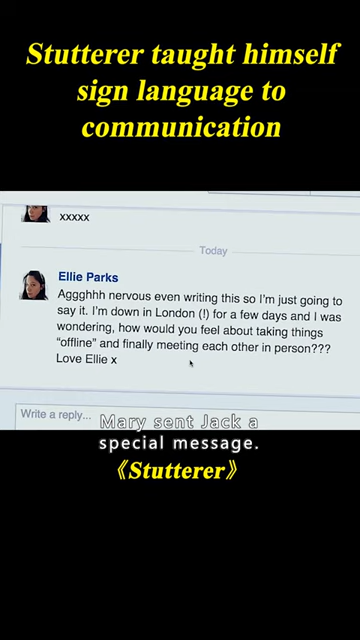 Stutterer taught himself
sign language to
communication
xxxxx
Today
Ellie Parks
Aggghhh nervous even writing this so I'm just going to
say it. I'm down in London (!) for a few days and I was
wondering, how would you feel about taking things
“offline” and finally meeting each other in person???
Love Ellie x
Write a reply...
Mary sent Jack a
special message.
《Stutterer》